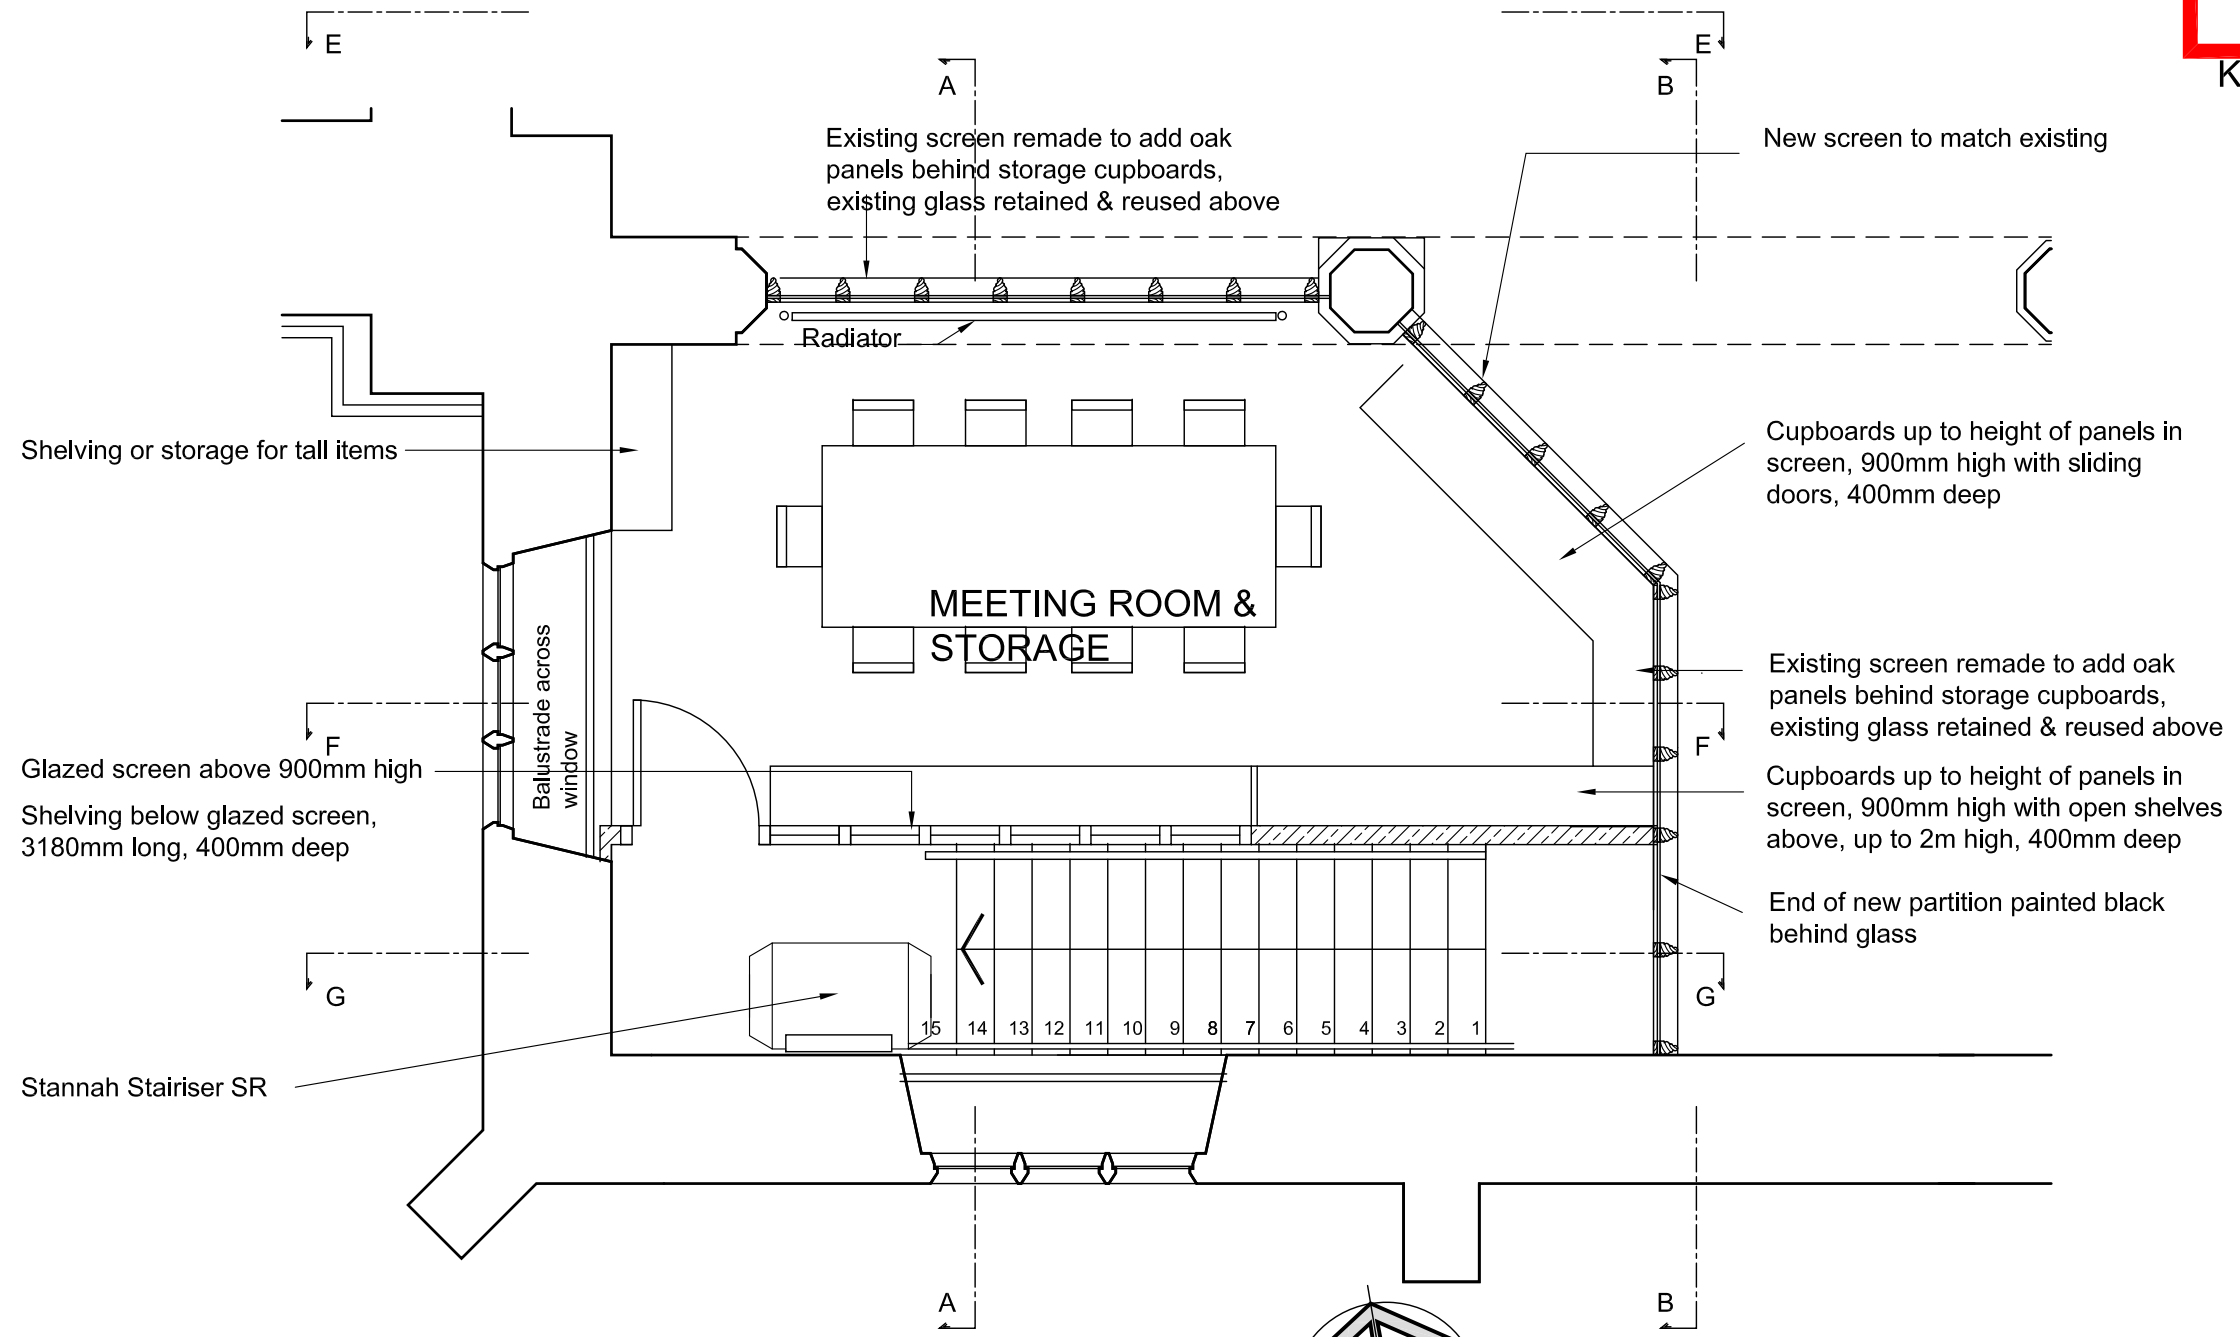 E
E
A
B
K
Existing screen remade to add oak
panels behind storage cupboards,
existing glass retained & reused above
New screen to match existing
Radiator
Shelving or storage for tall items
Cupboards up to height of panels in
screen, 900mm high with sliding
doors, 400mm deep
MEETING ROOM &
STORAGE
Balustrade across
window
Existing screen remade to add oak
panels behind storage cupboards,
existing glass retained & reused above
F
F
Glazed screen above 900mm high
Shelving below glazed screen,
3180mm long, 400mm deep
Cupboards up to height of panels in
screen, 900mm high with open shelves
above, up to 2m high, 400mm deep
End of new partition painted black
behind glass
G
G
15 14 13 12 11 10 9 8 7 6 5 4 3 2 1
Stannah Stairiser SR
A
B